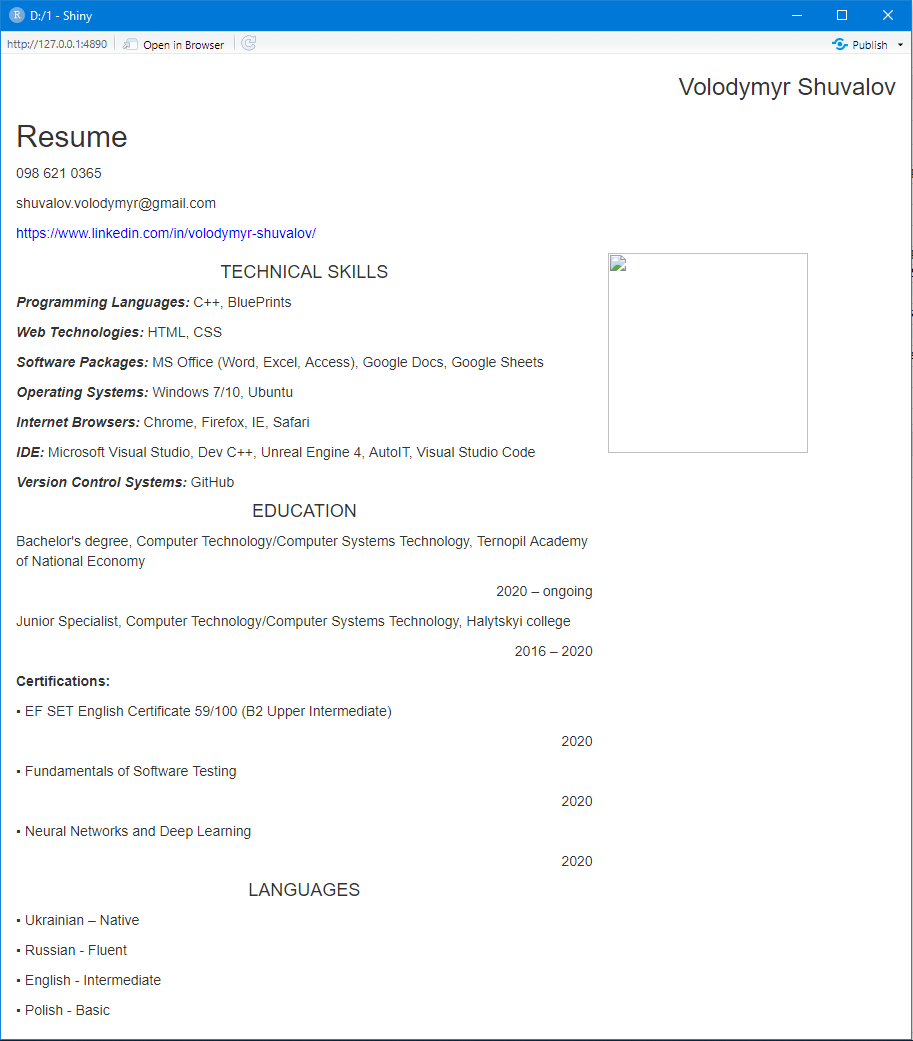 D:/1 - Shiny
http://127.0.0.1:4890 Open in Browser Publish
Volodymyr Shuvalov
Resume
098 621 0365
shuvalov.volodymyr@gmail.com
https://www.linkedin.com/in/volodymyr-shuvalov/
TECHNICAL SKILLS
Programming Languages: C++, BluePrints
Web Technologies: HTML, CSS
Software Packages: MS Office (Word, Excel, Access), Google Docs, Google Sheets
Operating Systems: Windows 7/10, Ubuntu
Internet Browsers: Chrome, Firefox, IE, Safari
IDE: Microsoft Visual Studio, Dev C++, Unreal Engine 4, AutoIT, Visual Studio Code
Version Control Systems: GitHub
EDUCATION
Bachelor's degree, Computer Technology/Computer Systems Technology, Ternopil Academy
of National Economy
2020 – ongoing
Junior Specialist, Computer Technology/Computer Systems Technology, Halytskyi college
2016 – 2020
Certifications:
▪ EF SET English Certificate 59/100 (B2 Upper Intermediate)
2020
▪ Fundamentals of Software Testing
2020
▪ Neural Networks and Deep Learning
2020
LANGUAGES
▪ Ukrainian – Native
▪ Russian - Fluent
▪ English - Intermediate
▪ Polish - Basic